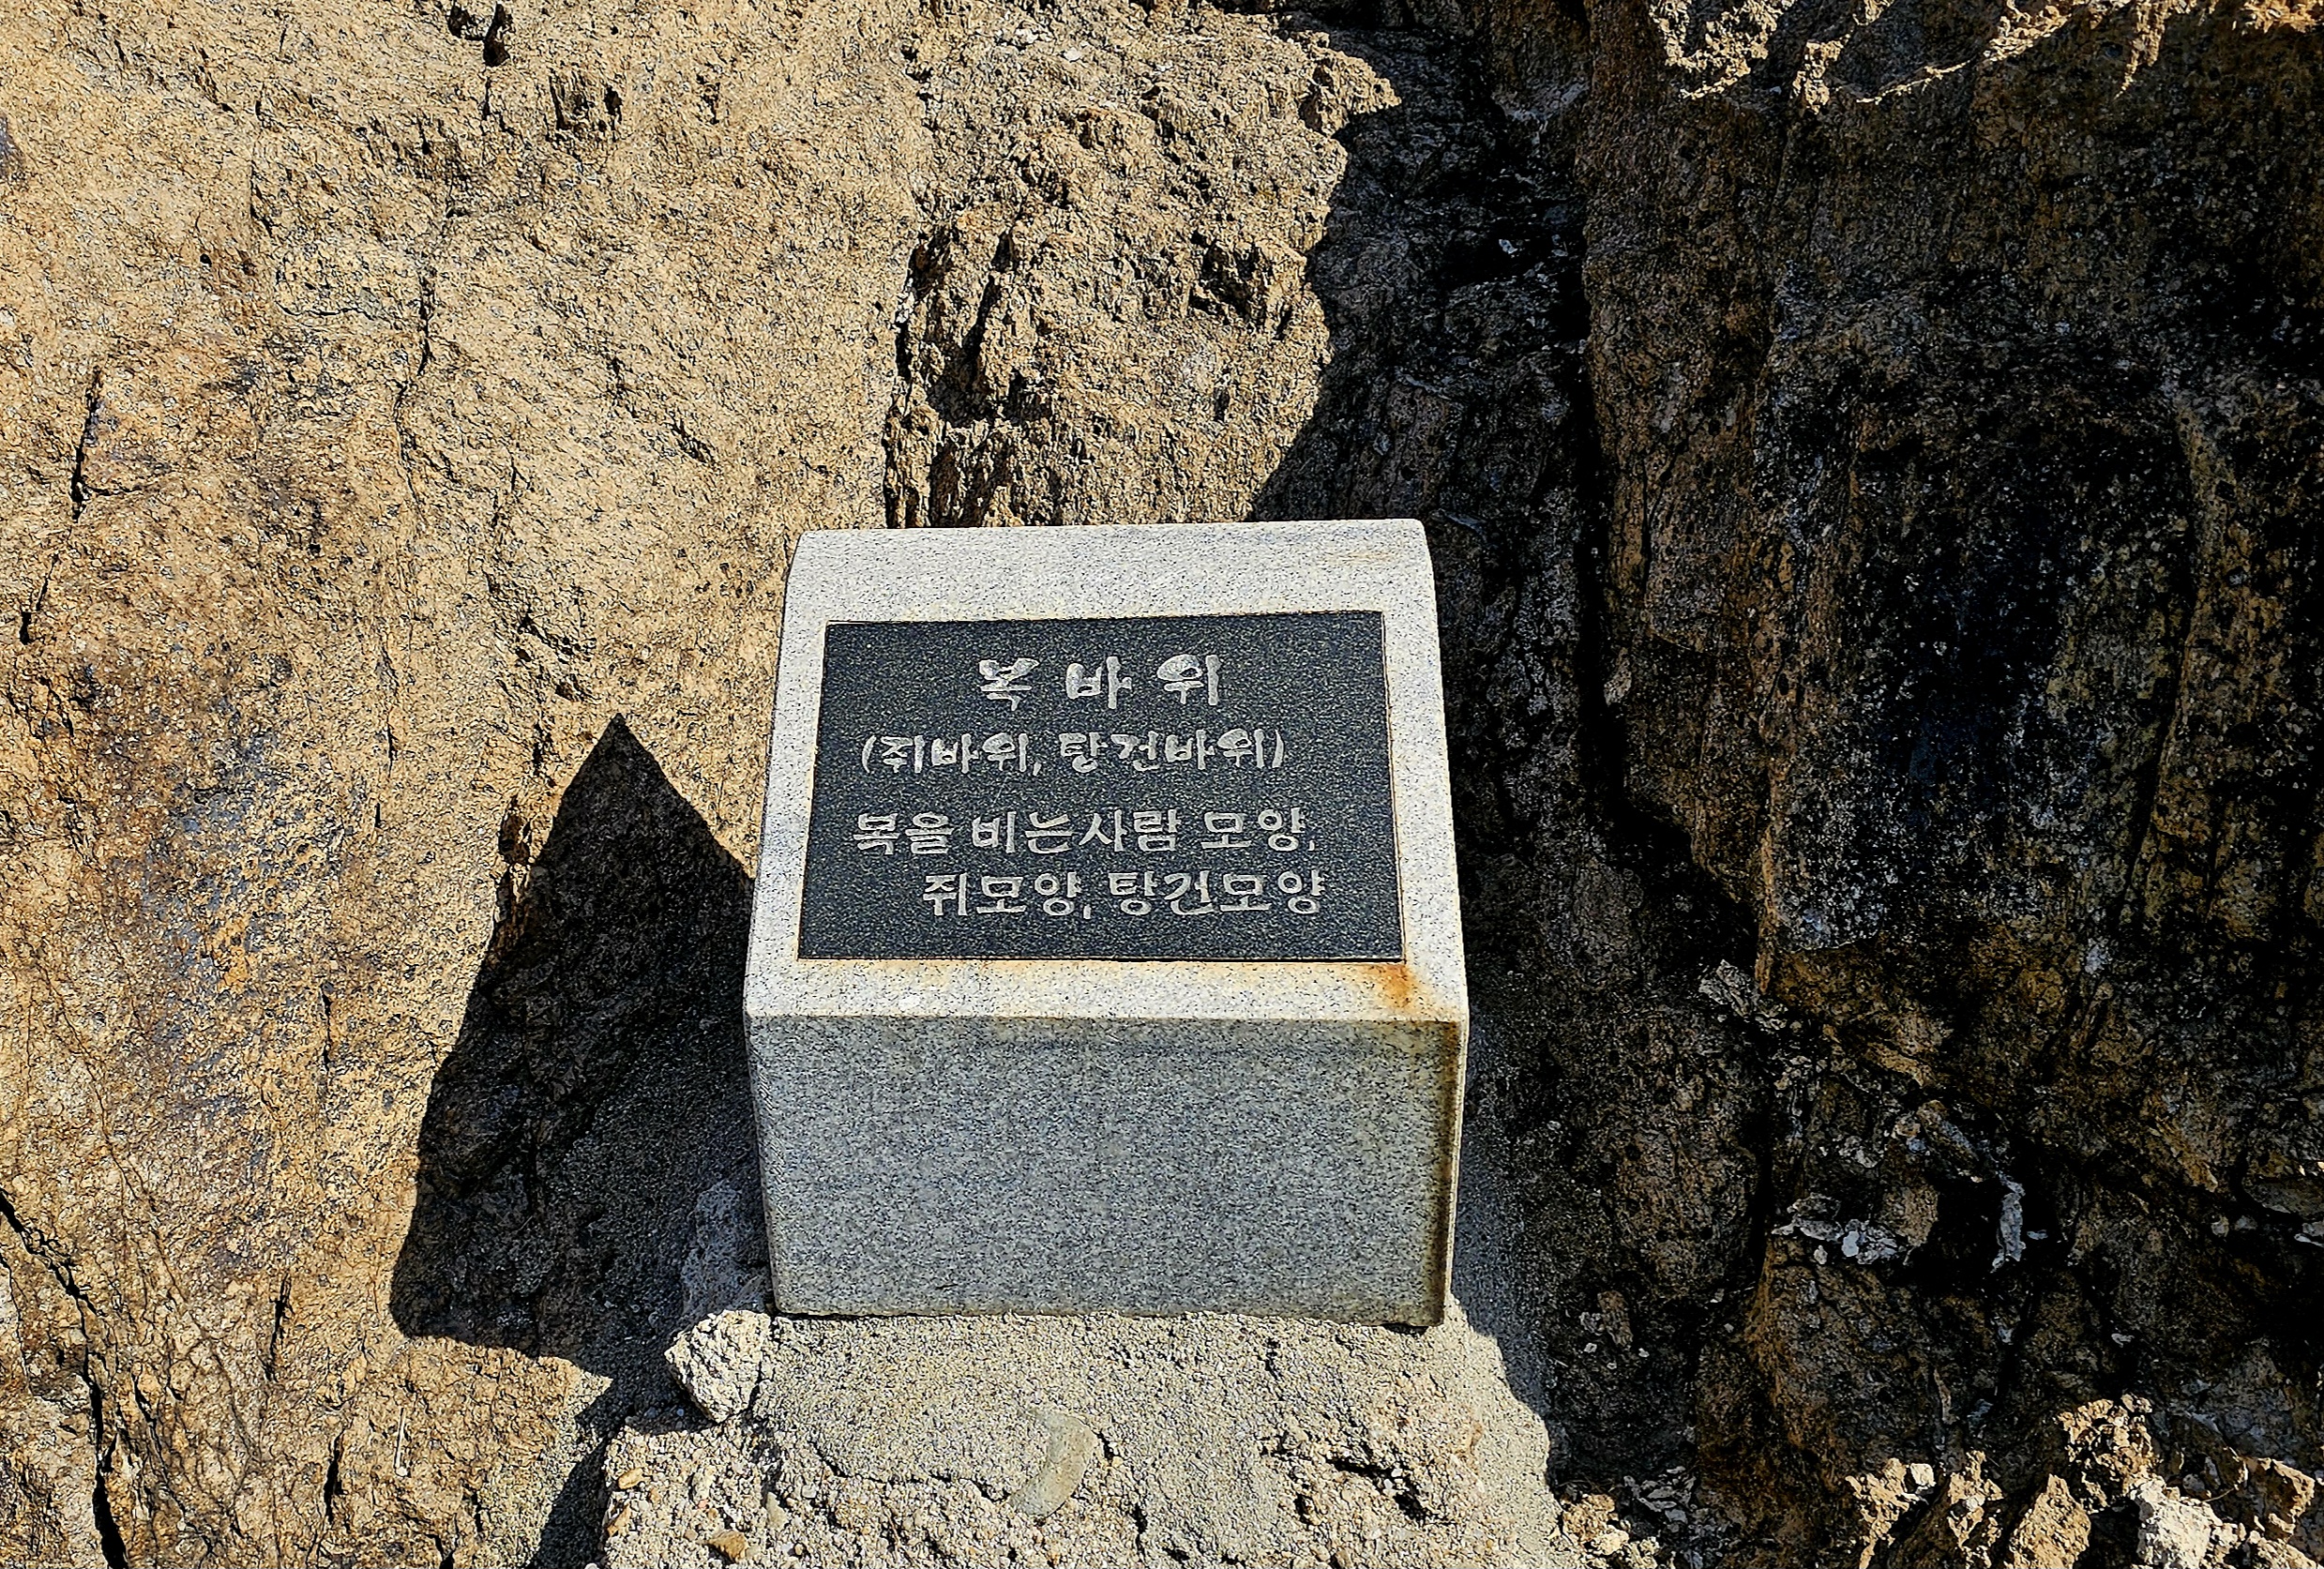 복 바 위
(쥐바위, 탕건바위)
복을 비는사람 모양,
쥐모양, 탕건모양